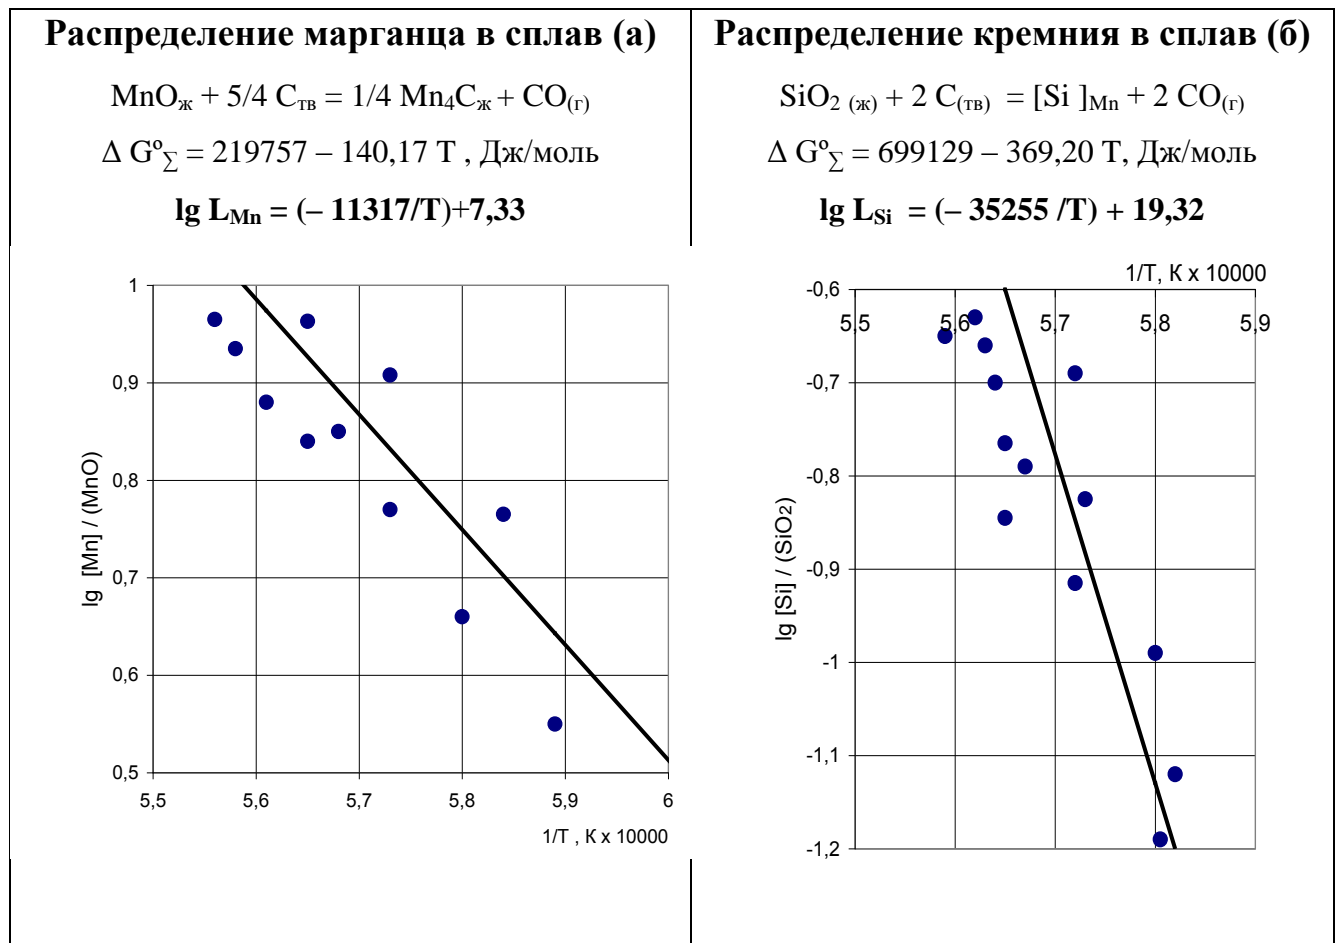 Распределение марганца в сплав (а)
MnOж + 5/4 Cтв = 1/4 Mn4Cж + CO(г)
Δ Gº∑ = 219757 – 140,17 T , Дж/моль
lg LMn = (– 11317/T)+7,33
1
0,9
0,8
0,7
0,6
0,5
lg [Mn] / (MnO)
5,5 5,6 5,7 5,8 5,9 6
1/T , К x 10000
Распределение кремния в сплав (б)
SiO2 (ж) + 2 C(тв) = [Si ]Mn + 2 CO(г)
Δ Gº∑ = 699129 – 369,20 T, Дж/моль
lg LSi = (– 35255 /T) + 19,32
1/T, К x 10000
-0,6
5,5 5,6 5,7 5,8 5,9
-0,7
-0,8
-0,9
-1
-1,1
-1,2
lg [Si] / (SiO2)